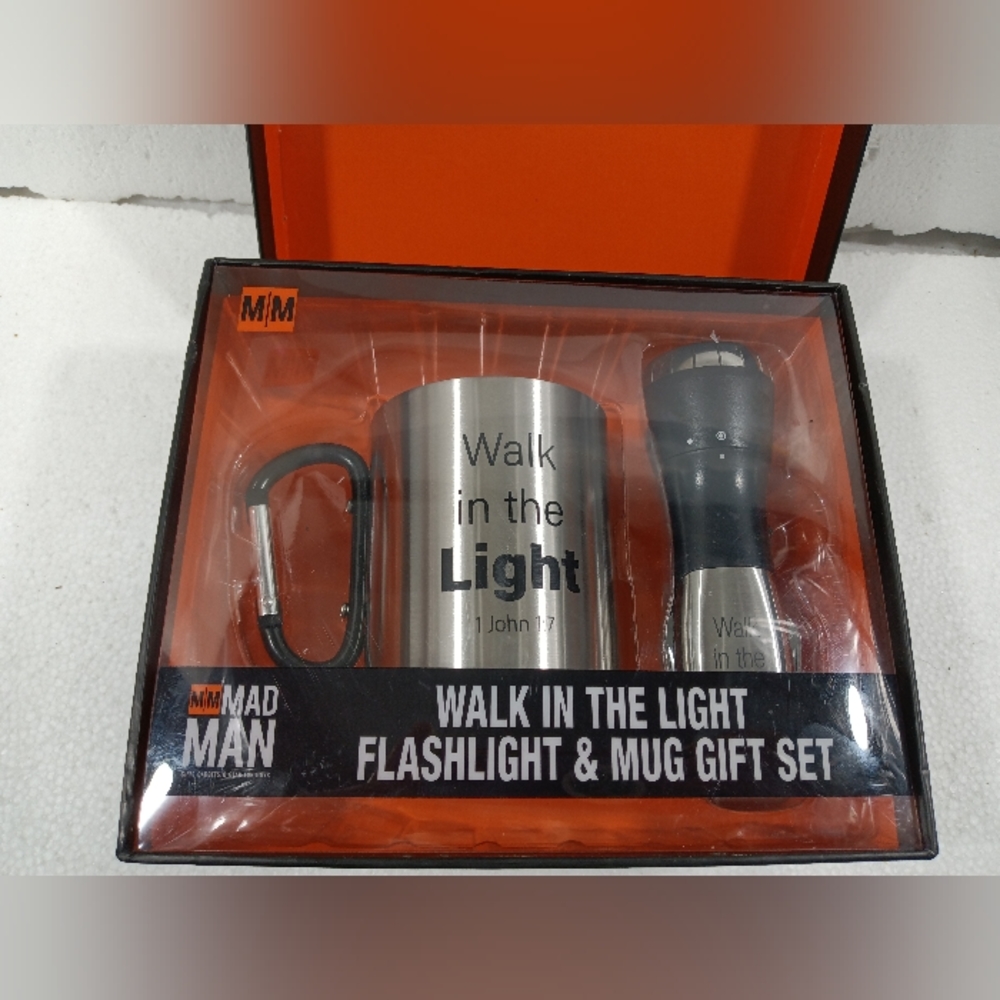 M|M
Walk
in the
Light
1 John 1:7
Walk
in the
M|M MAD
MAN
WALK IN THE LIGHT
FLASHLIGHT & MUG GIFT SET